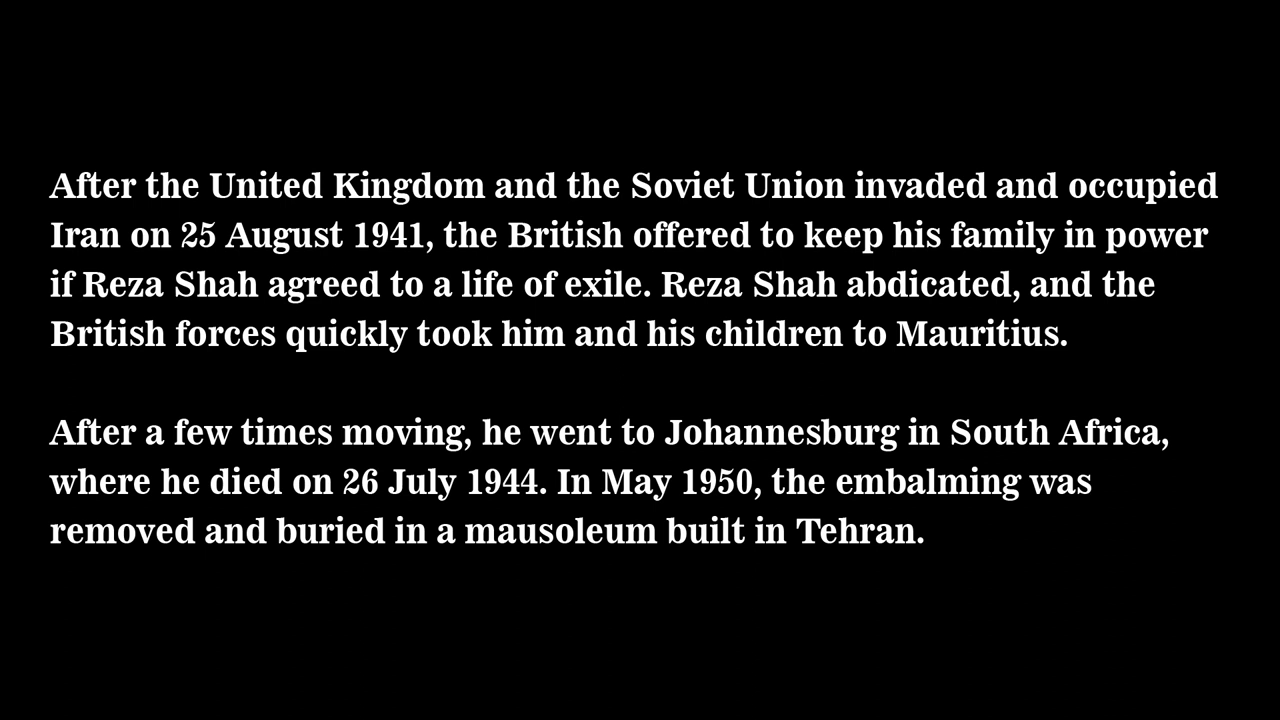 After the United Kingdom and the Soviet Union invaded and occupied
Iran on 25 August 1941, the British offered to keep his family in power
if Reza Shah agreed to a life of exile. Reza Shah abdicated, and the
British forces quickly took him and his children to Mauritius.
After a few times moving, he went to Johannesburg in South Africa,
where he died on 26 July 1944. In May 1950, the embalming was
removed and buried in a mausoleum built in Tehran.